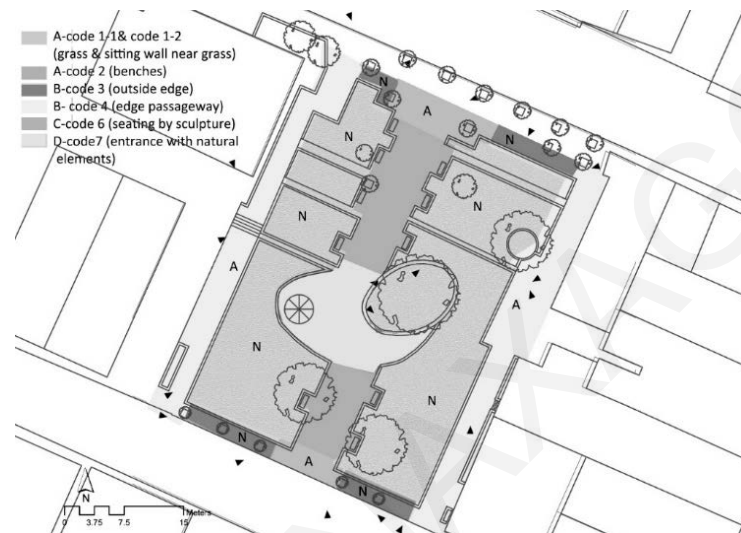 A-code 1-1& code 1-2
(grass & sitting wall near grass)
A-code 2 (benches)
B-code 3 (outside edge)
B- code 4 (edge passageway)
C-code 6 (seating by sculpture)
D-code7 (entrance with natural
elements)
N
A
N
N
N
N
A
A
N
N
N
A
N
N
Meters
0 3.75 7.5 15